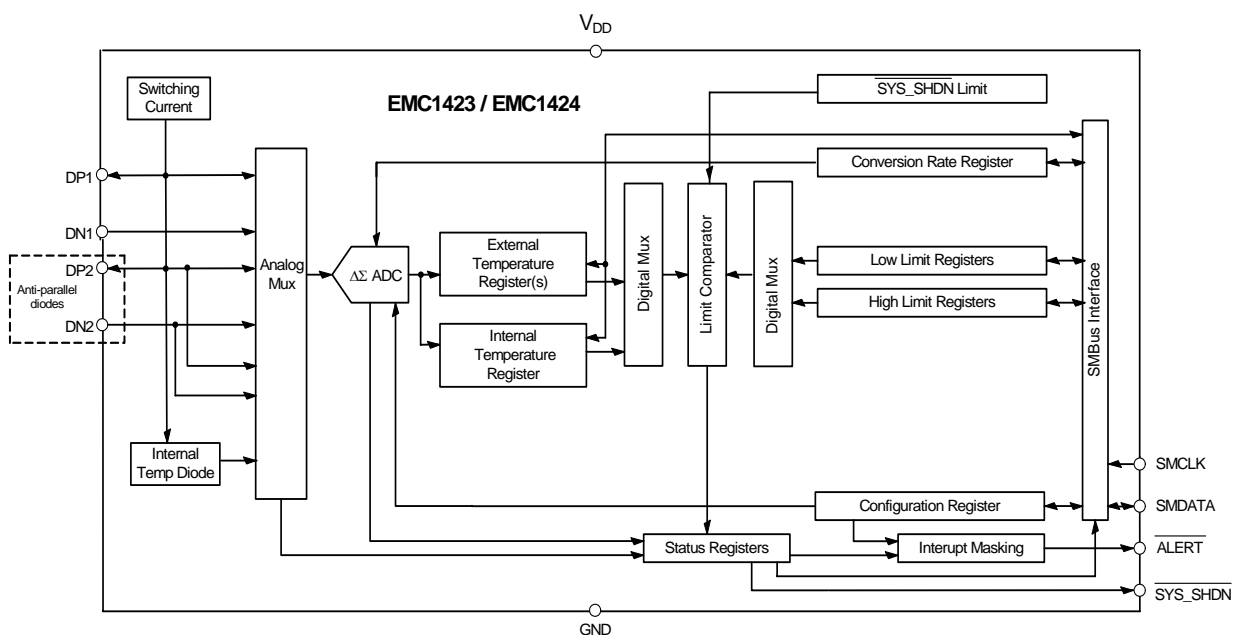 VDD
Switching
Current
EMC1423 / EMC1424
SYS_SHDN Limit
DP1
Conversion Rate Register
DN1
DP2
Anti-parallel
diodes
DN2
Analog
Mux
ΔΣ ADC
External
Temperature
Register(s)
Internal
Temperature
Register
Digital Mux
Limit Comparator
Digital Mux
Low Limit Registers
High Limit Registers
SMBus Interface
Internal
Temp Diode
SMCLK
Configuration Register
SMDATA
Status Registers
Interupt Masking
ALERT
SYS_SHDN
GND